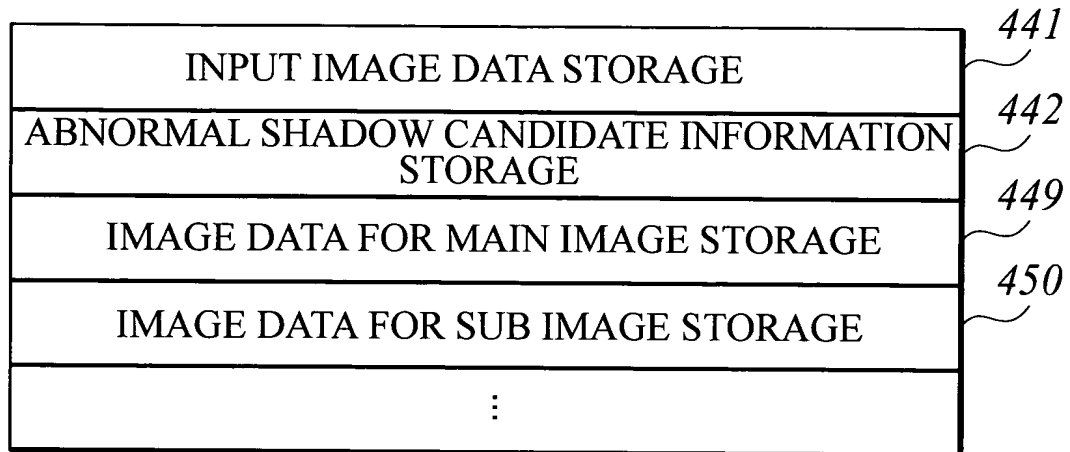 441
INPUT IMAGE DATA STORAGE
442
ABNORMAL SHADOW CANDIDATE INFORMATION
STORAGE
449
IMAGE DATA FOR MAIN IMAGE STORAGE
450
IMAGE DATA FOR SUB IMAGE STORAGE
⋮